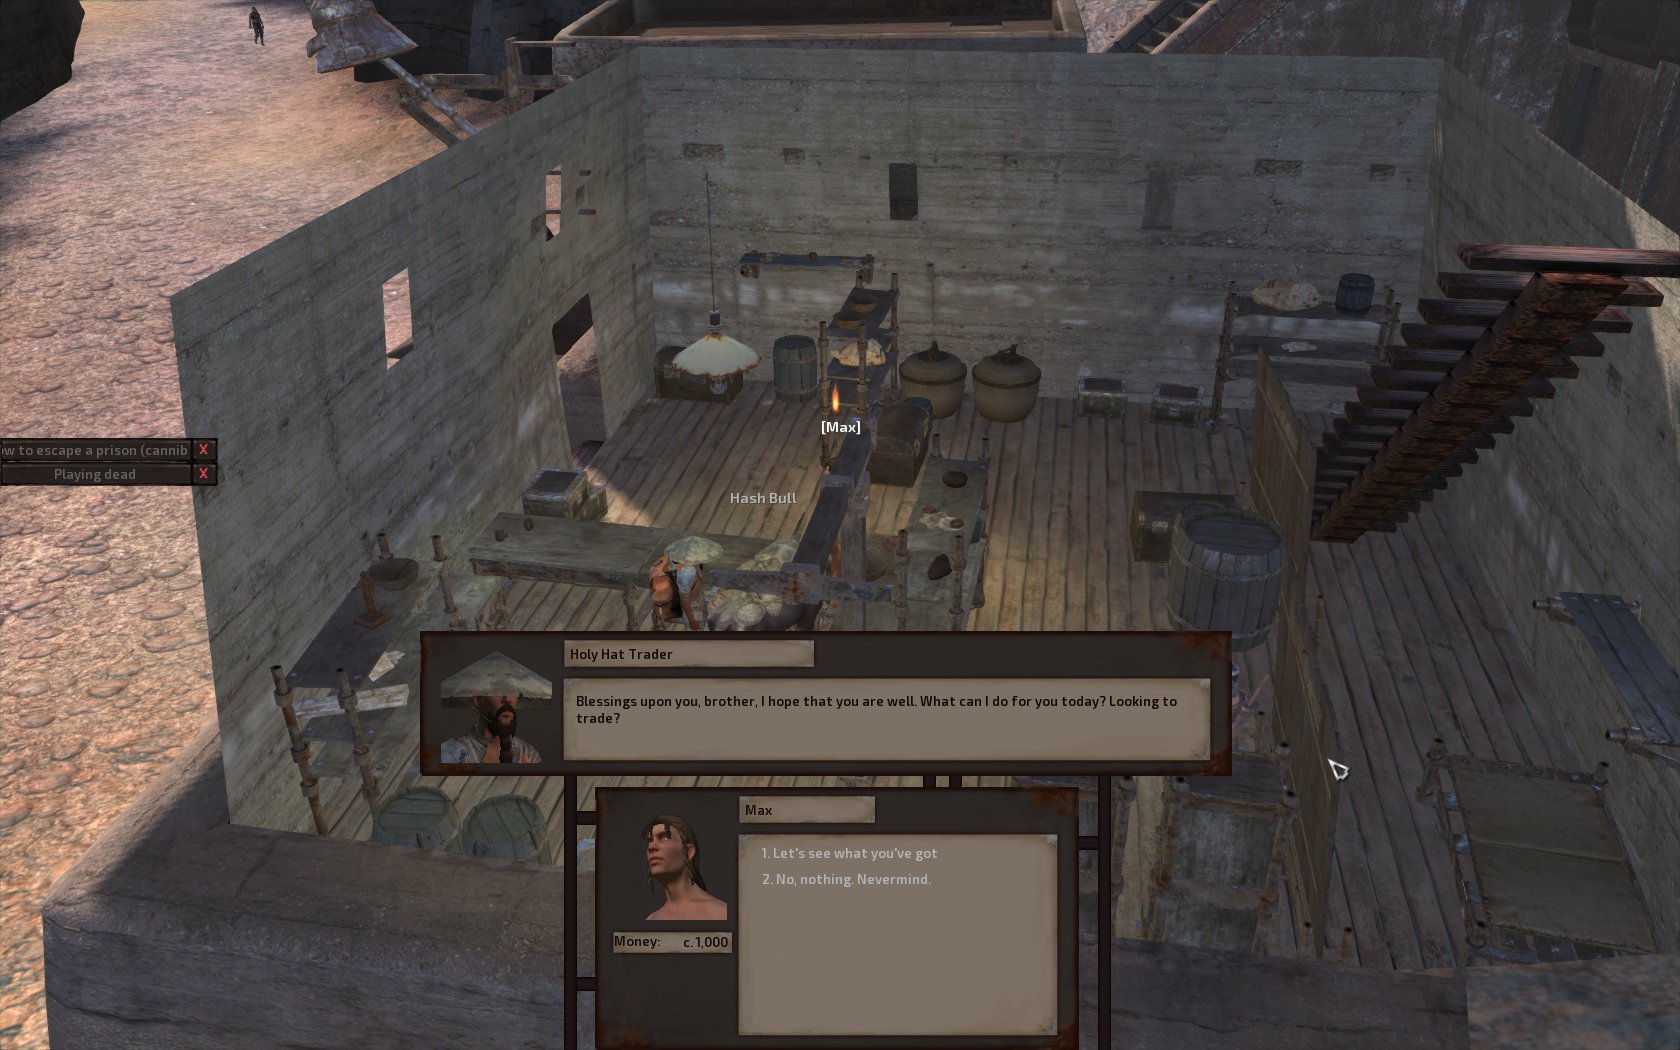 [Max]
ow to escape a prison (cannib
X
Playing dead
X
Hash Bull
Holy Hat Trader
Blessings upon you, brother, I hope that you are well. What can I do for you today? Looking to
trade?
Max
1. Let's see what you've got
2. No, nothing. Nevermind.
Money: c.1,000